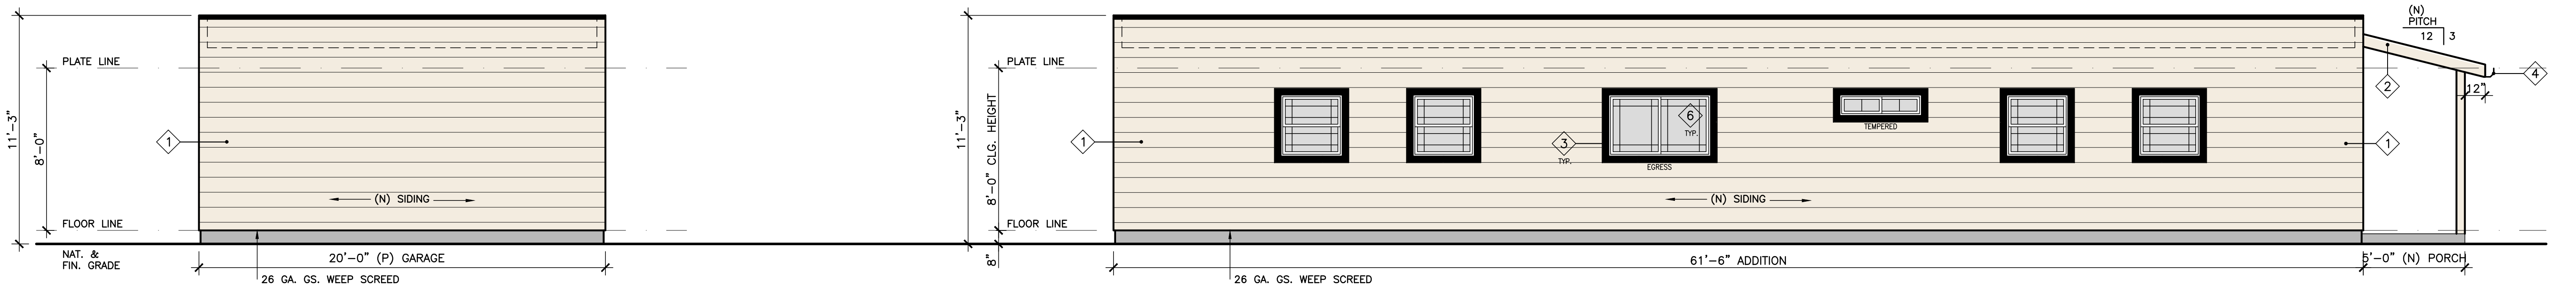 11'-3"
8'-0"
PLATE LINE
1
(N) SIDING
FLOOR LINE
NAT. &
FIN. GRADE
20'-0" (P) GARAGE
26 GA. GS. WEEP SCREED
11'-3"
8'-0" CLG. HEIGHT
8"
PLATE LINE
1
FLOOR LINE
3
TYP.
6
TYP.
EGRESS
TEMPERED
(N) SIDING
1
(N)
PITCH
12 3
2
4
12"
26 GA. GS. WEEP SCREED
61'-6" ADDITION
5'-0" (N) PORCH